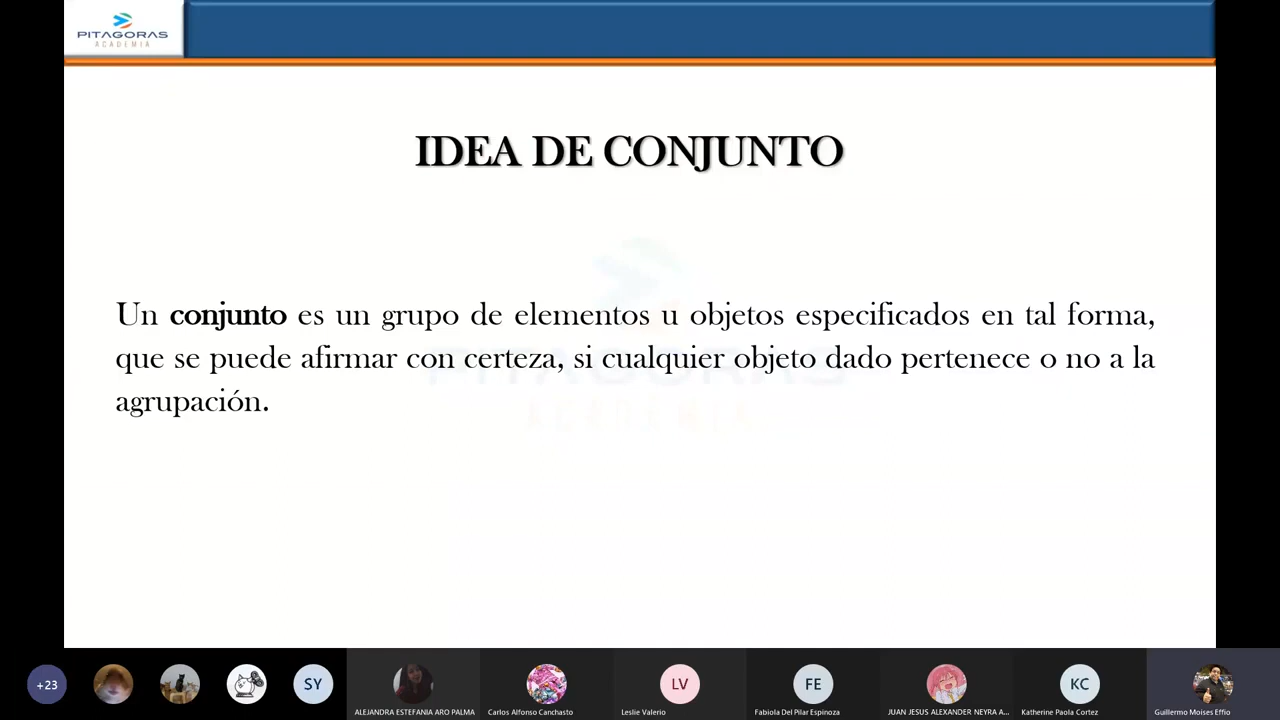 PITAGORAS
ACADEMIA
IDEA DE CONJUNTO
Un conjunto es un grupo de elementos u objetos especificados en tal forma,
que se puede afirmar con certeza, si cualquier objeto dado pertenece o no a la
agrupación.
PITAGORAS
ACADEMIA
+23
SY
LV
FE
KC
ALEJANDRA ESTEFANIA ARO PALMA
Carlos Alfonso Canchasto
Leslie Valerio
Fabiola Del Pilar Espinoza
JUAN JESUS ALEXANDER NEYRA A...
Katherine Paola Cortez
Guillermo Moises Effio